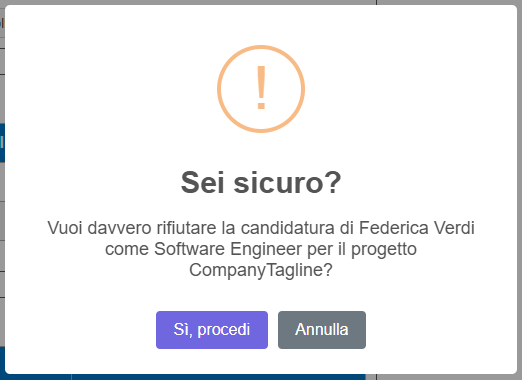 !
Sei sicuro?
Vuoi davvero rifiutare la candidatura di Federica Verdi
come Software Engineer per il progetto
CompanyTagline?
Sì, procedi
Annulla